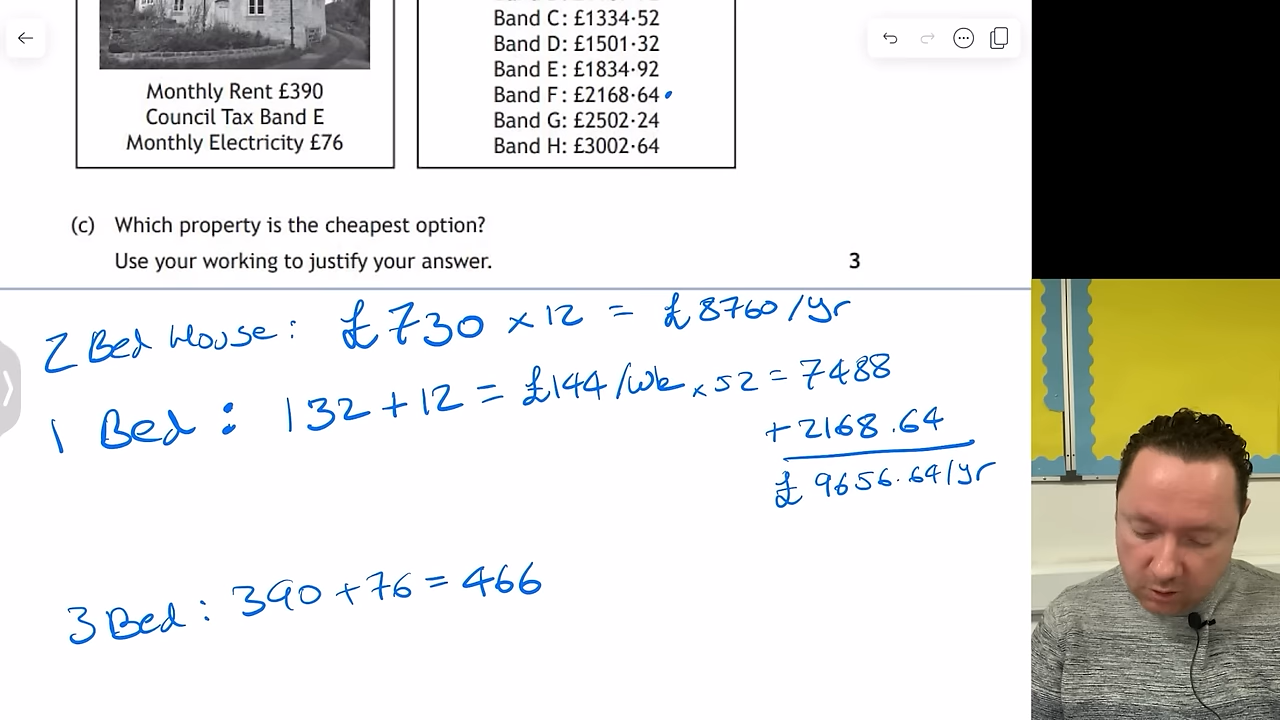 Monthly Rent £390
Council Tax Band E
Monthly Electricity £76
Band C: £1334·52
Band D: £1501·32
Band E: £1834·92
Band F: £2168·64
Band G: £2502·24
Band H: £3002·64
(c) Which property is the cheapest option?
Use your working to justify your answer. 3
2 Bed House: £730 × 12 = £8760/yr
1 Bed: 132 + 12 = £144/wk × 52 = 7488
+ 2168.64
£ 9656.64/yr
3 Bed: 390 + 76 = 466